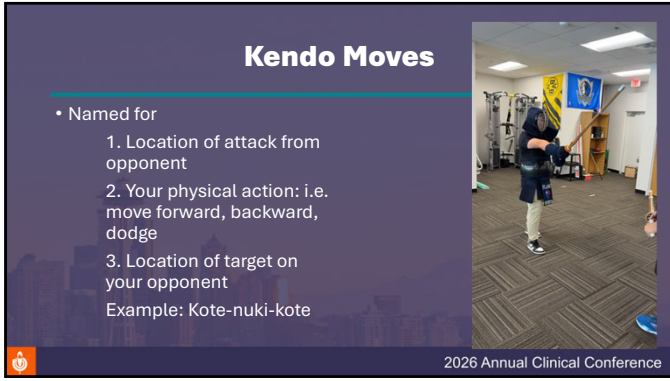 Kendo Moves
• Named for
1. Location of attack from
opponent
2. Your physical action: i.e.
move forward, backward,
dodge
3. Location of target on
your opponent
Example: Kote-nuki-kote
2026 Annual Clinical Conference